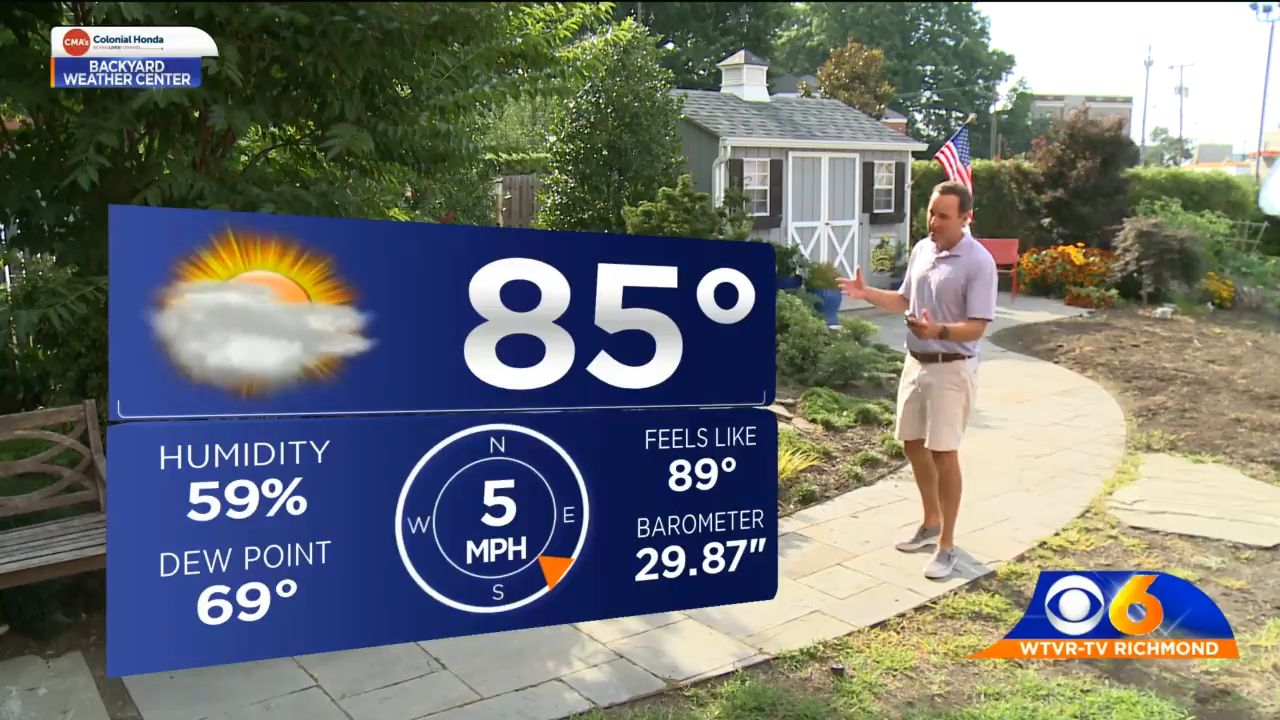 CMA's
Colonial Honda
BACKYARD
WEATHER CENTER
85°
HUMIDITY
59%
DEW POINT
69°
N
W
E
S
5
MPH
FEELS LIKE
89°
BAROMETER
29.87"
6
WTVR-TV RICHMOND